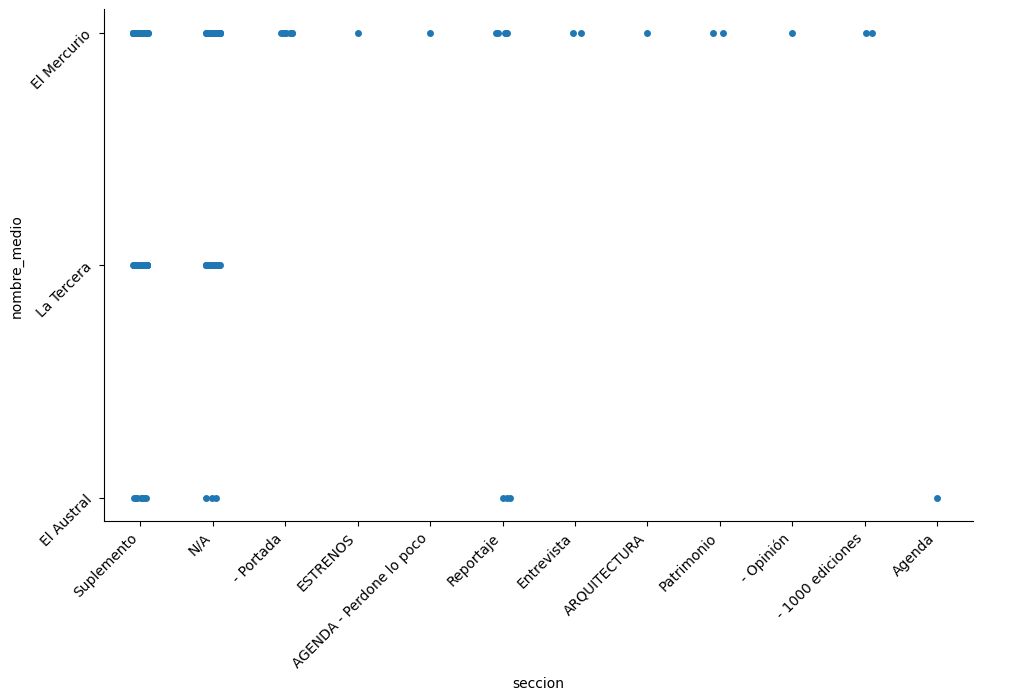 nombre_medio
El Mercurio
La Tercera
El Austral
Suplemento
N/A
- Portada
ESTRENOS
AGENDA - Perdone lo poco
Reportaje
Entrevista
ARQUITECTURA
Patrimonio
- Opinión
- 1000 ediciones
Agenda
seccion